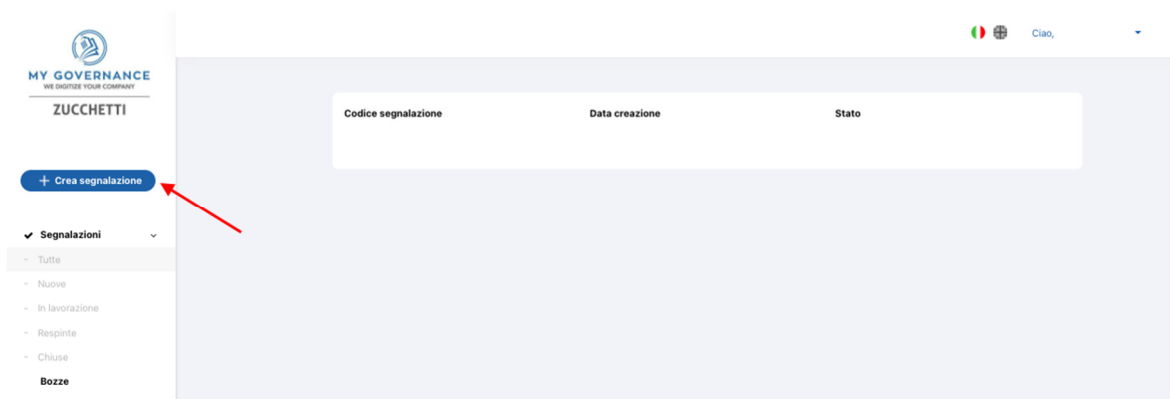 Ciao,
MY GOVERNANCE
WE DIGITIZE YOUR COMPANY
ZUCCHETTI
Codice segnalazione Data creazione Stato
+ Crea segnalazione
Segnalazioni
- Tutte
- Nuove
- In lavorazione
- Respinte
- Chiuse
Bozze